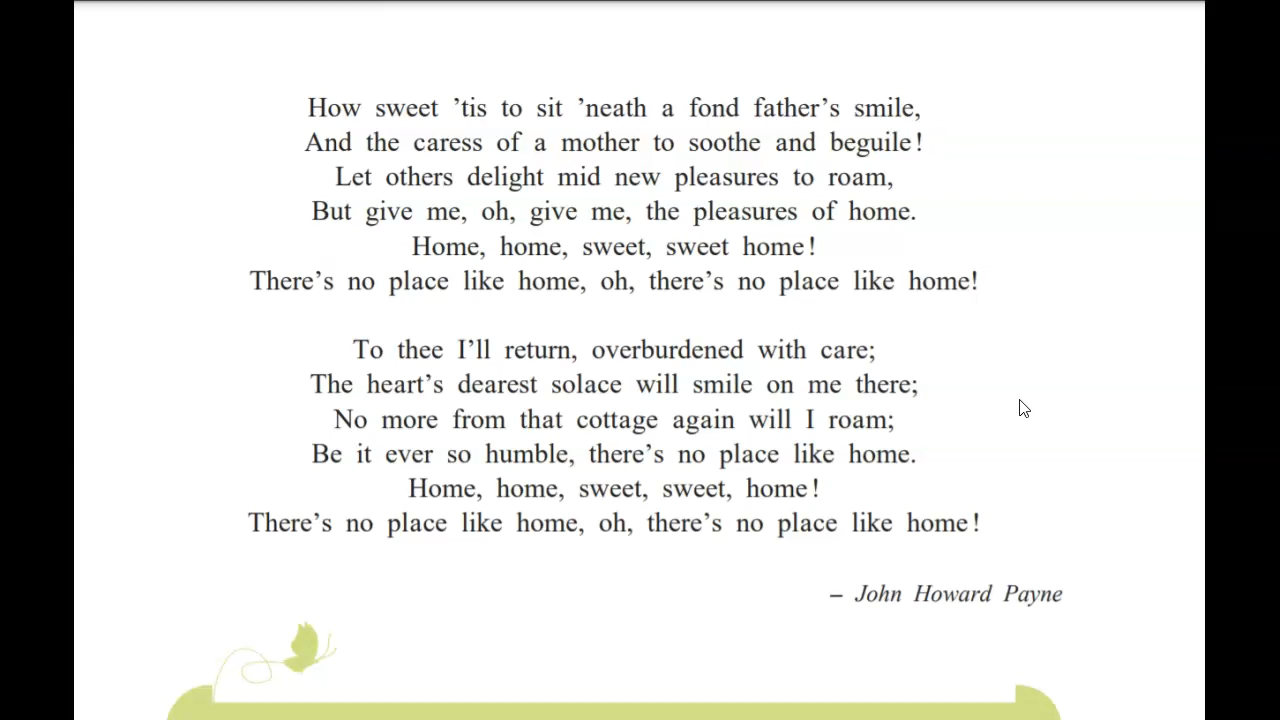 How sweet ’tis to sit ’neath a fond father’s smile,
And the caress of a mother to soothe and beguile!
Let others delight mid new pleasures to roam,
But give me, oh, give me, the pleasures of home.
Home, home, sweet, sweet home!
There’s no place like home, oh, there’s no place like home!
To thee I’ll return, overburdened with care;
The heart’s dearest solace will smile on me there;
No more from that cottage again will I roam;
Be it ever so humble, there’s no place like home.
Home, home, sweet, sweet, home!
There’s no place like home, oh, there’s no place like home!
– John Howard Payne